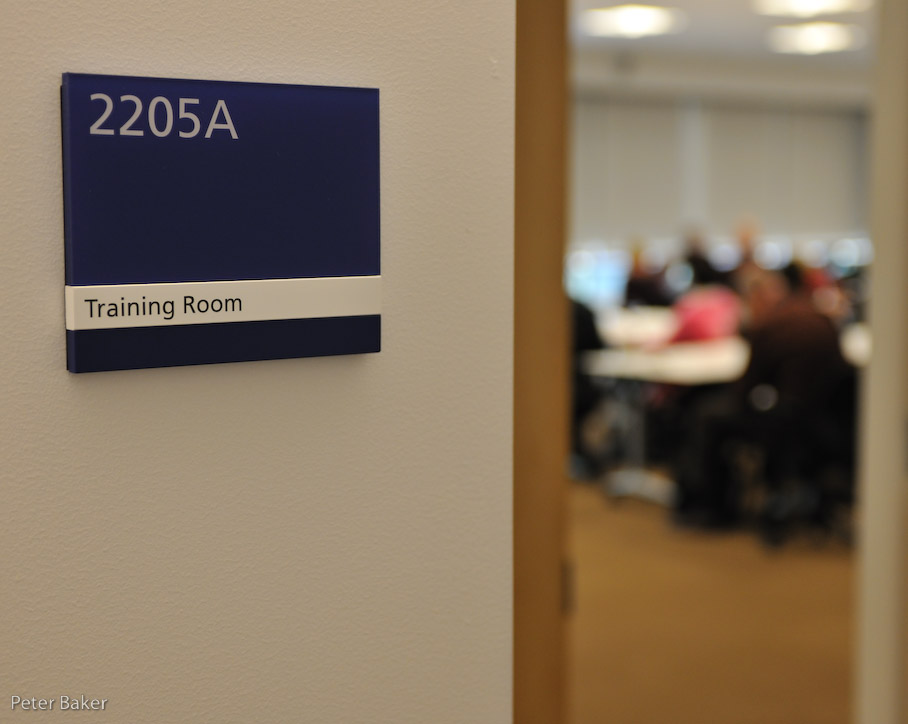 2205A
Training Room
Peter Baker